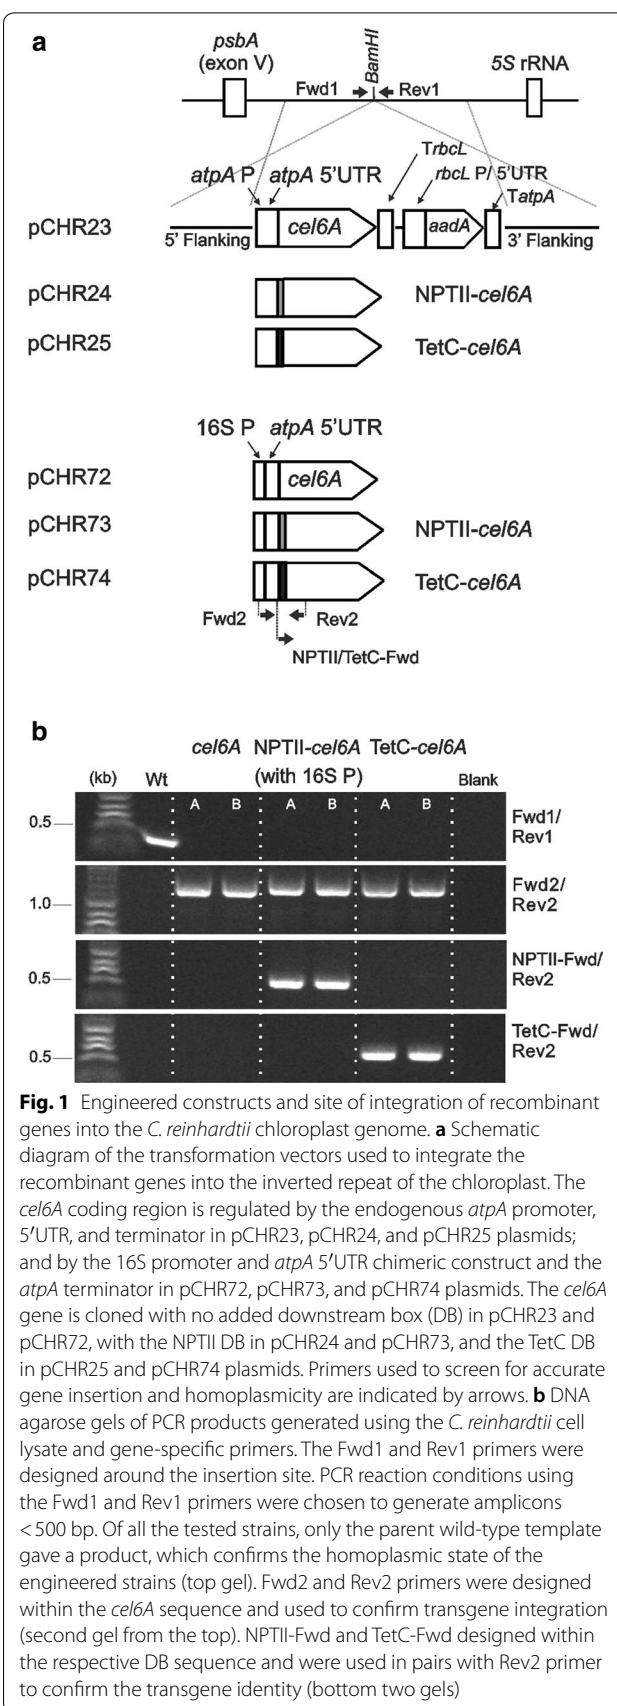 a
psbA
(exon V)
BamHI
5S rRNA
Fwd1
Rev1
TrbcL
atpA P
atpA 5'UTR
rbcL P/ 5'UTR
TatpA
pCHR23
cel6A
aadA
5' Flanking
3' Flanking
pCHR24
NPTII-cel6A
pCHR25
TetC-cel6A
16S P
atpA 5'UTR
pCHR72
cel6A
pCHR73
NPTII-cel6A
pCHR74
TetC-cel6A
Fwd2
Rev2
NPTII/TetC-Fwd
b
cel6A NPTII-cel6A TetC-cel6A
(kb) Wt (with 16S P) Blank
A B A B A B
0.5
Fwd1/
Rev1
1.0
Fwd2/
Rev2
0.5
NPTII-Fwd/
Rev2
0.5
TetC-Fwd/
Rev2
Fig. 1 Engineered constructs and site of integration of recombinant
genes into the C. reinhardtii chloroplast genome. a Schematic
diagram of the transformation vectors used to integrate the
recombinant genes into the inverted repeat of the chloroplast. The
cel6A coding region is regulated by the endogenous atpA promoter,
5′UTR, and terminator in pCHR23, pCHR24, and pCHR25 plasmids;
and by the 16S promoter and atpA 5′UTR chimeric construct and the
atpA terminator in pCHR72, pCHR73, and pCHR74 plasmids. The cel6A
gene is cloned with no added downstream box (DB) in pCHR23 and
pCHR72, with the NPTII DB in pCHR24 and pCHR73, and the TetC DB
in pCHR25 and pCHR74 plasmids. Primers used to screen for accurate
gene insertion and homoplasmicity are indicated by arrows. b DNA
agarose gels of PCR products generated using the C. reinhardtii cell
lysate and gene-specific primers. The Fwd1 and Rev1 primers were
designed around the insertion site. PCR reaction conditions using
the Fwd1 and Rev1 primers were chosen to generate amplicons
< 500 bp. Of all the tested strains, only the parent wild-type template
gave a product, which confirms the homoplasmic state of the
engineered strains (top gel). Fwd2 and Rev2 primers were designed
within the cel6A sequence and used to confirm transgene integration
(second gel from the top). NPTII-Fwd and TetC-Fwd designed within
the respective DB sequence and were used in pairs with Rev2 primer
to confirm the transgene identity (bottom two gels)